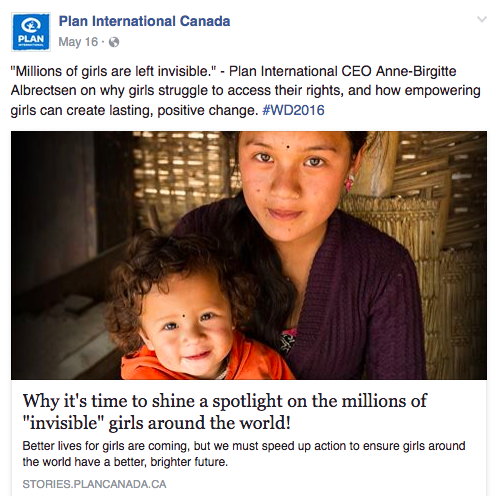 Plan International Canada
May 16 ·
PLAN
INTERNATIONAL
"Millions of girls are left invisible." - Plan International CEO Anne-Birgitte
Albrectsen on why girls struggle to access their rights, and how empowering
girls can create lasting, positive change. #WD2016
Why it's time to shine a spotlight on the millions of
"invisible" girls around the world!
Better lives for girls are coming, but we must speed up action to ensure girls around
the world have a better, brighter future.
STORIES.PLANCANADA.CA